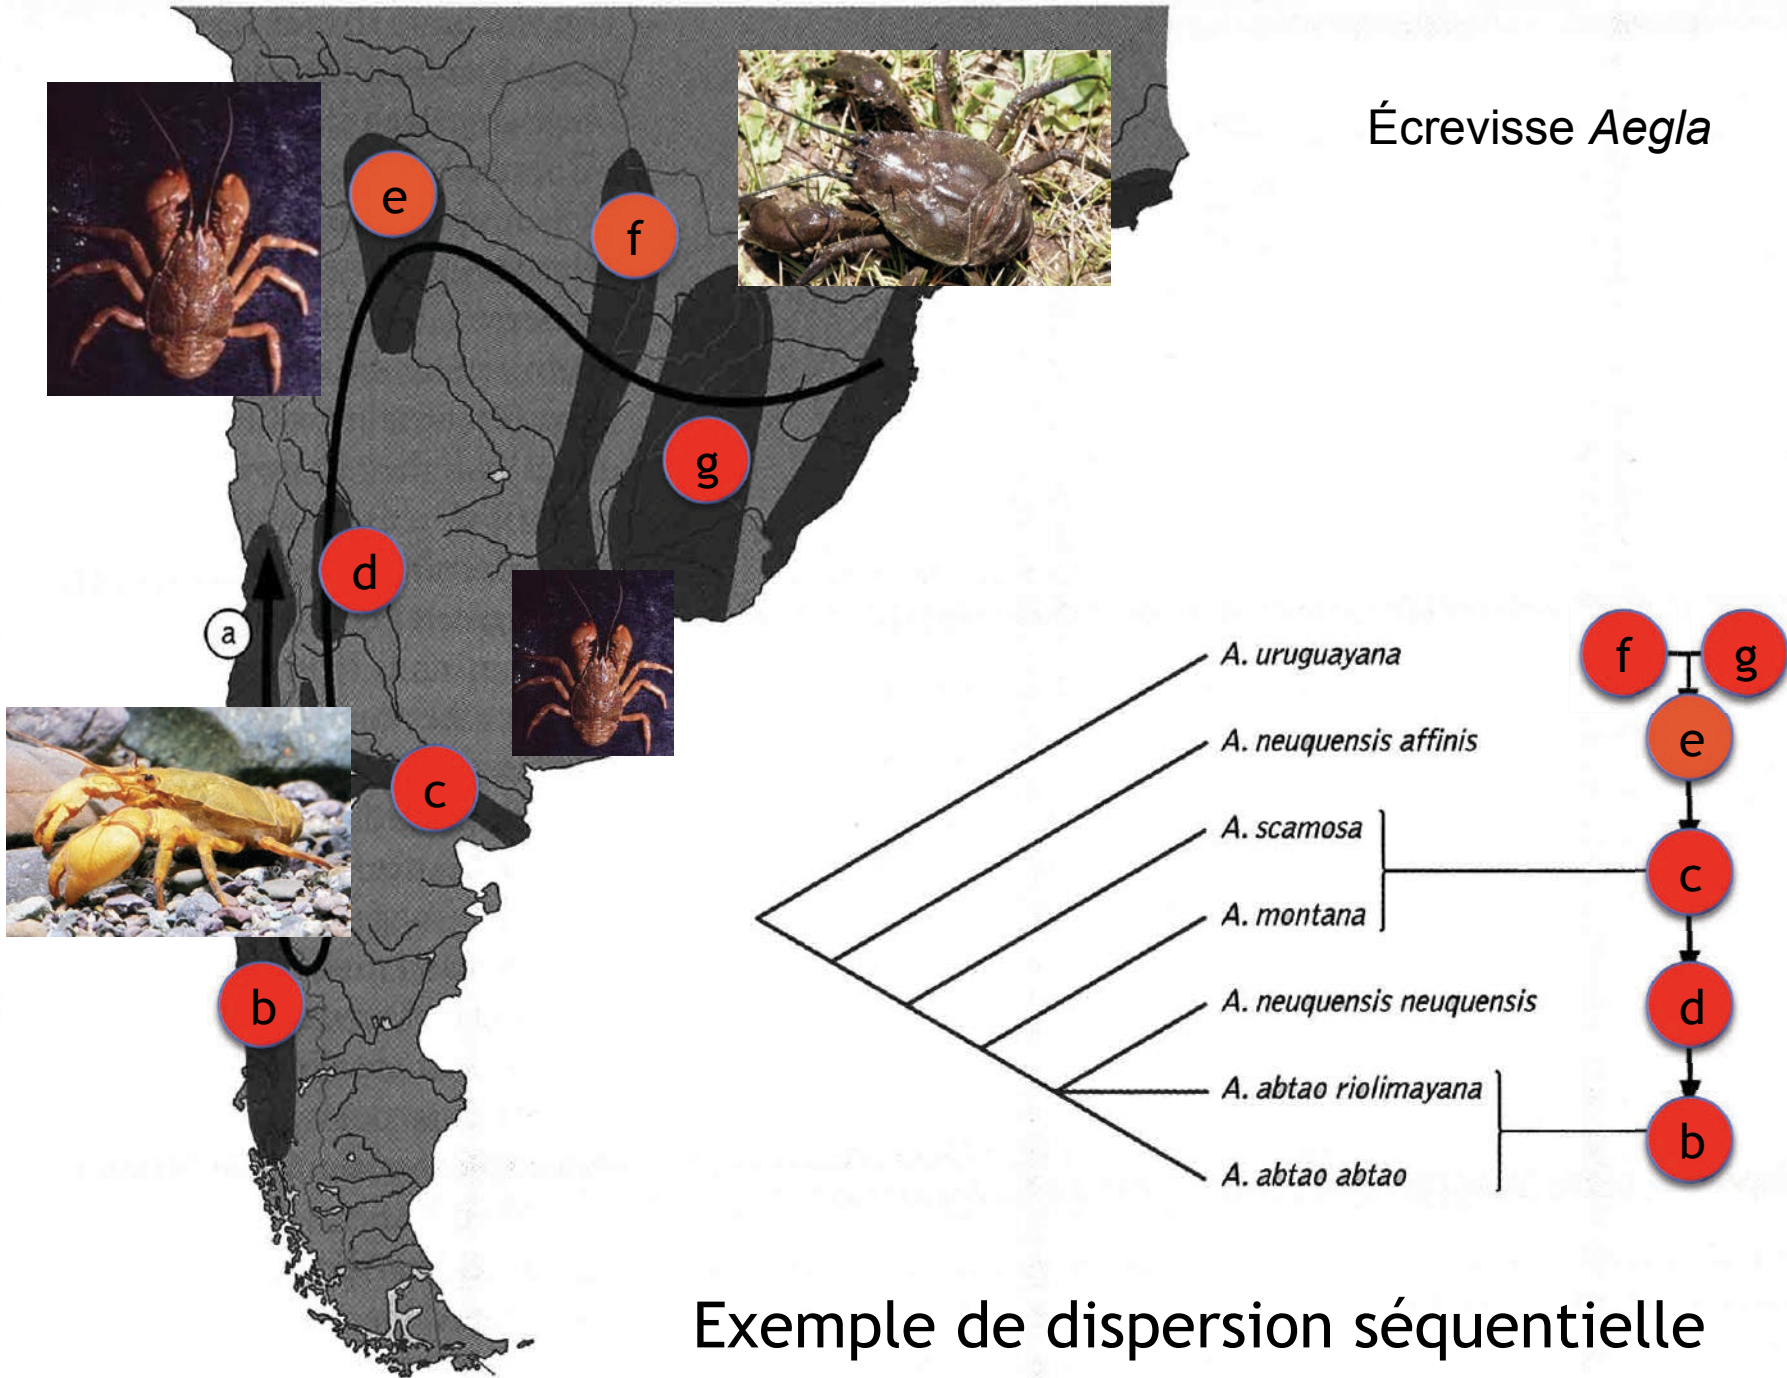 Écrevisse Aegla
e
f
g
d
a
c
b
A. uruguayana
f
g
A. neuquensis affinis
e
A. scamosa
c
A. montana
A. neuquensis neuquensis
d
A. abtao riolimayana
b
A. abtao abtao
Exemple de dispersion séquentielle